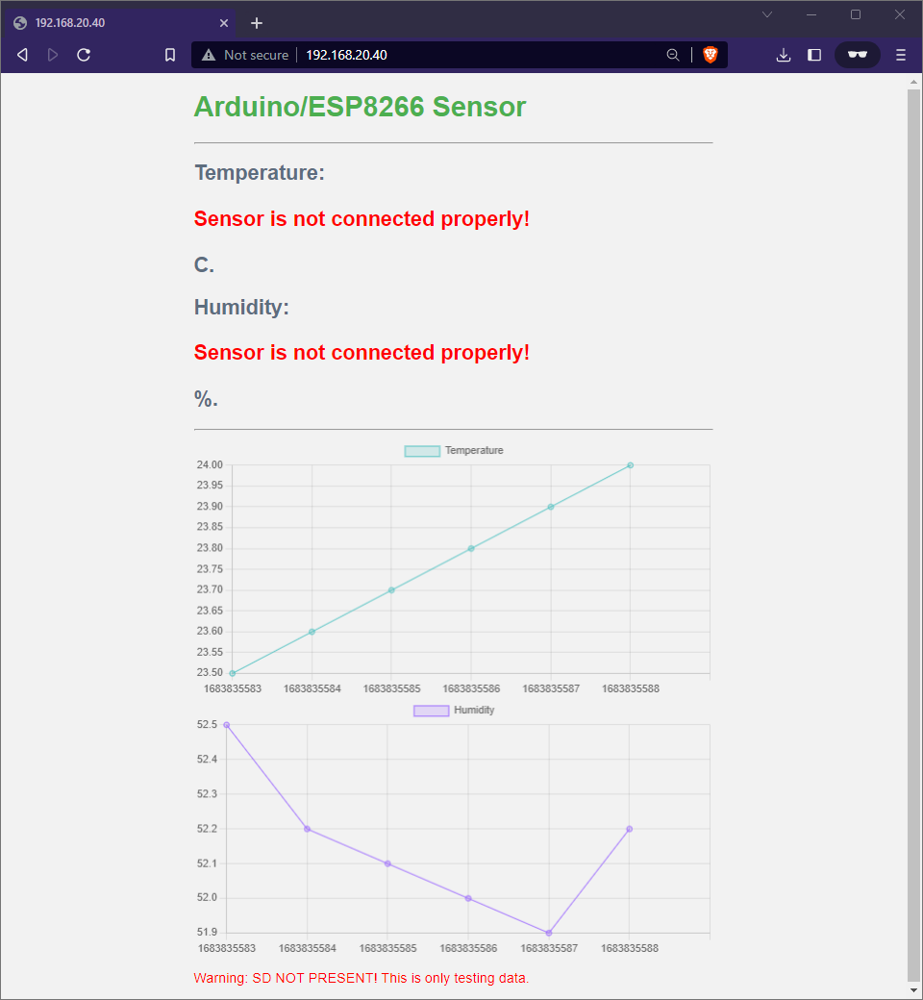 192.168.20.40
Not secure 192.168.20.40
Arduino/ESP8266 Sensor
Temperature:
Sensor is not connected properly!
C.
Humidity:
Sensor is not connected properly!
%.
Temperature
24.00
23.95
23.90
23.85
23.80
23.75
23.70
23.65
23.60
23.55
23.50
1683835583 1683835584 1683835585 1683835586 1683835587 1683835588
Humidity
52.5
52.4
52.3
52.2
52.1
52.0
51.9
1683835583 1683835584 1683835585 1683835586 1683835587 1683835588
Warning: SD NOT PRESENT! This is only testing data.